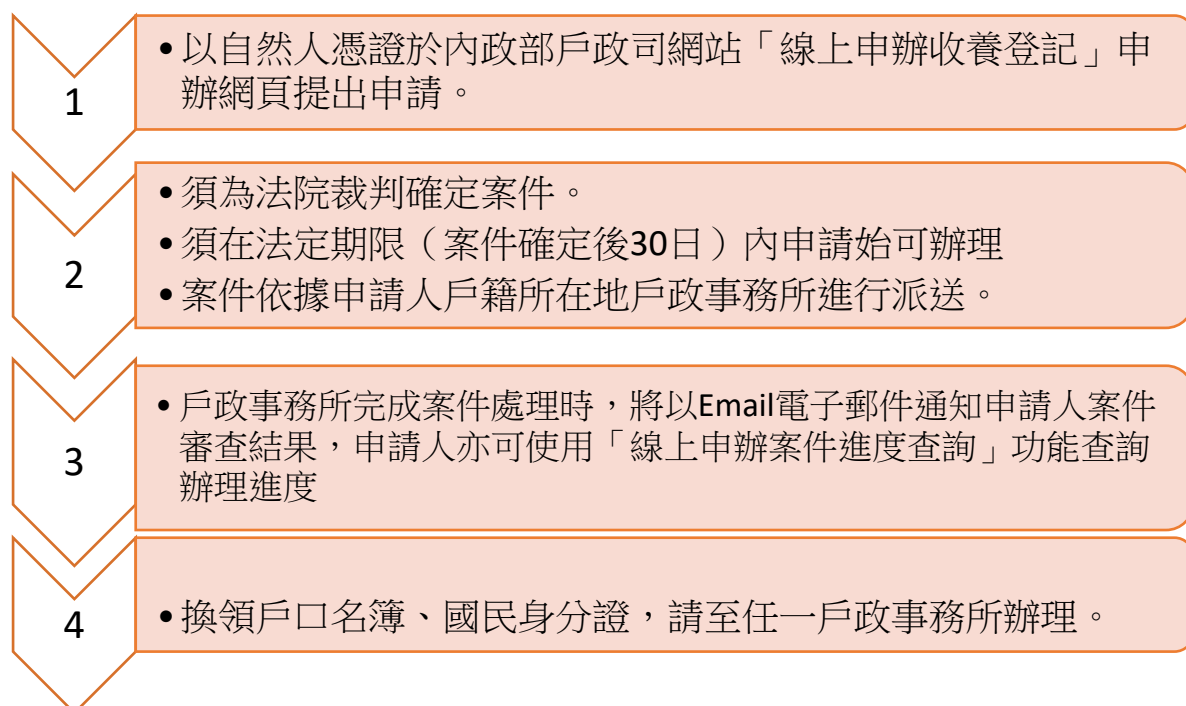 1
•以自然人憑證於內政部戶政司網站「線上申辦收養登記」申
辦網頁提出申請。
2
•須為法院裁判確定案件。
•須在法定期限（案件確定後30日）內申請始可辦理
•案件依據申請人戶籍所在地戶政事務所進行派送。
3
•戶政事務所完成案件處理時，將以Email電子郵件通知申請人案件
審查結果，申請人亦可使用「線上申辦案件進度查詢」功能查詢
辦理進度
4
•換領戶口名簿、國民身分證，請至任一戶政事務所辦理。